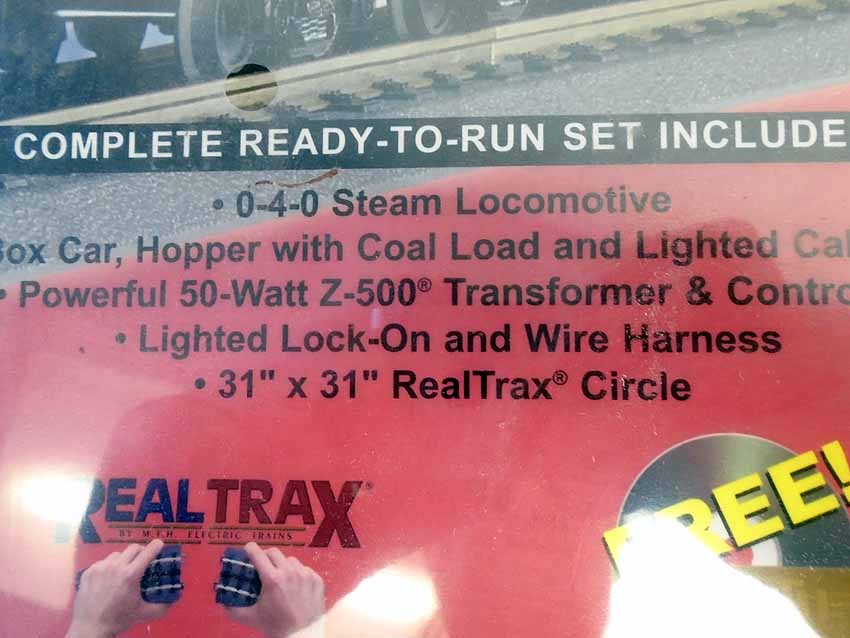 COMPLETE READY-TO-RUN SET INCLUDE
• 0-4-0 Steam Locomotive
ox Car, Hopper with Coal Load and Lighted Ca
• Powerful 50-Watt Z-500® Transformer & Contro
• Lighted Lock-On and Wire Harness
• 31" x 31" RealTrax® Circle
REALTRAX®
BY M.T.H. ELECTRIC TRAINS
FREE!